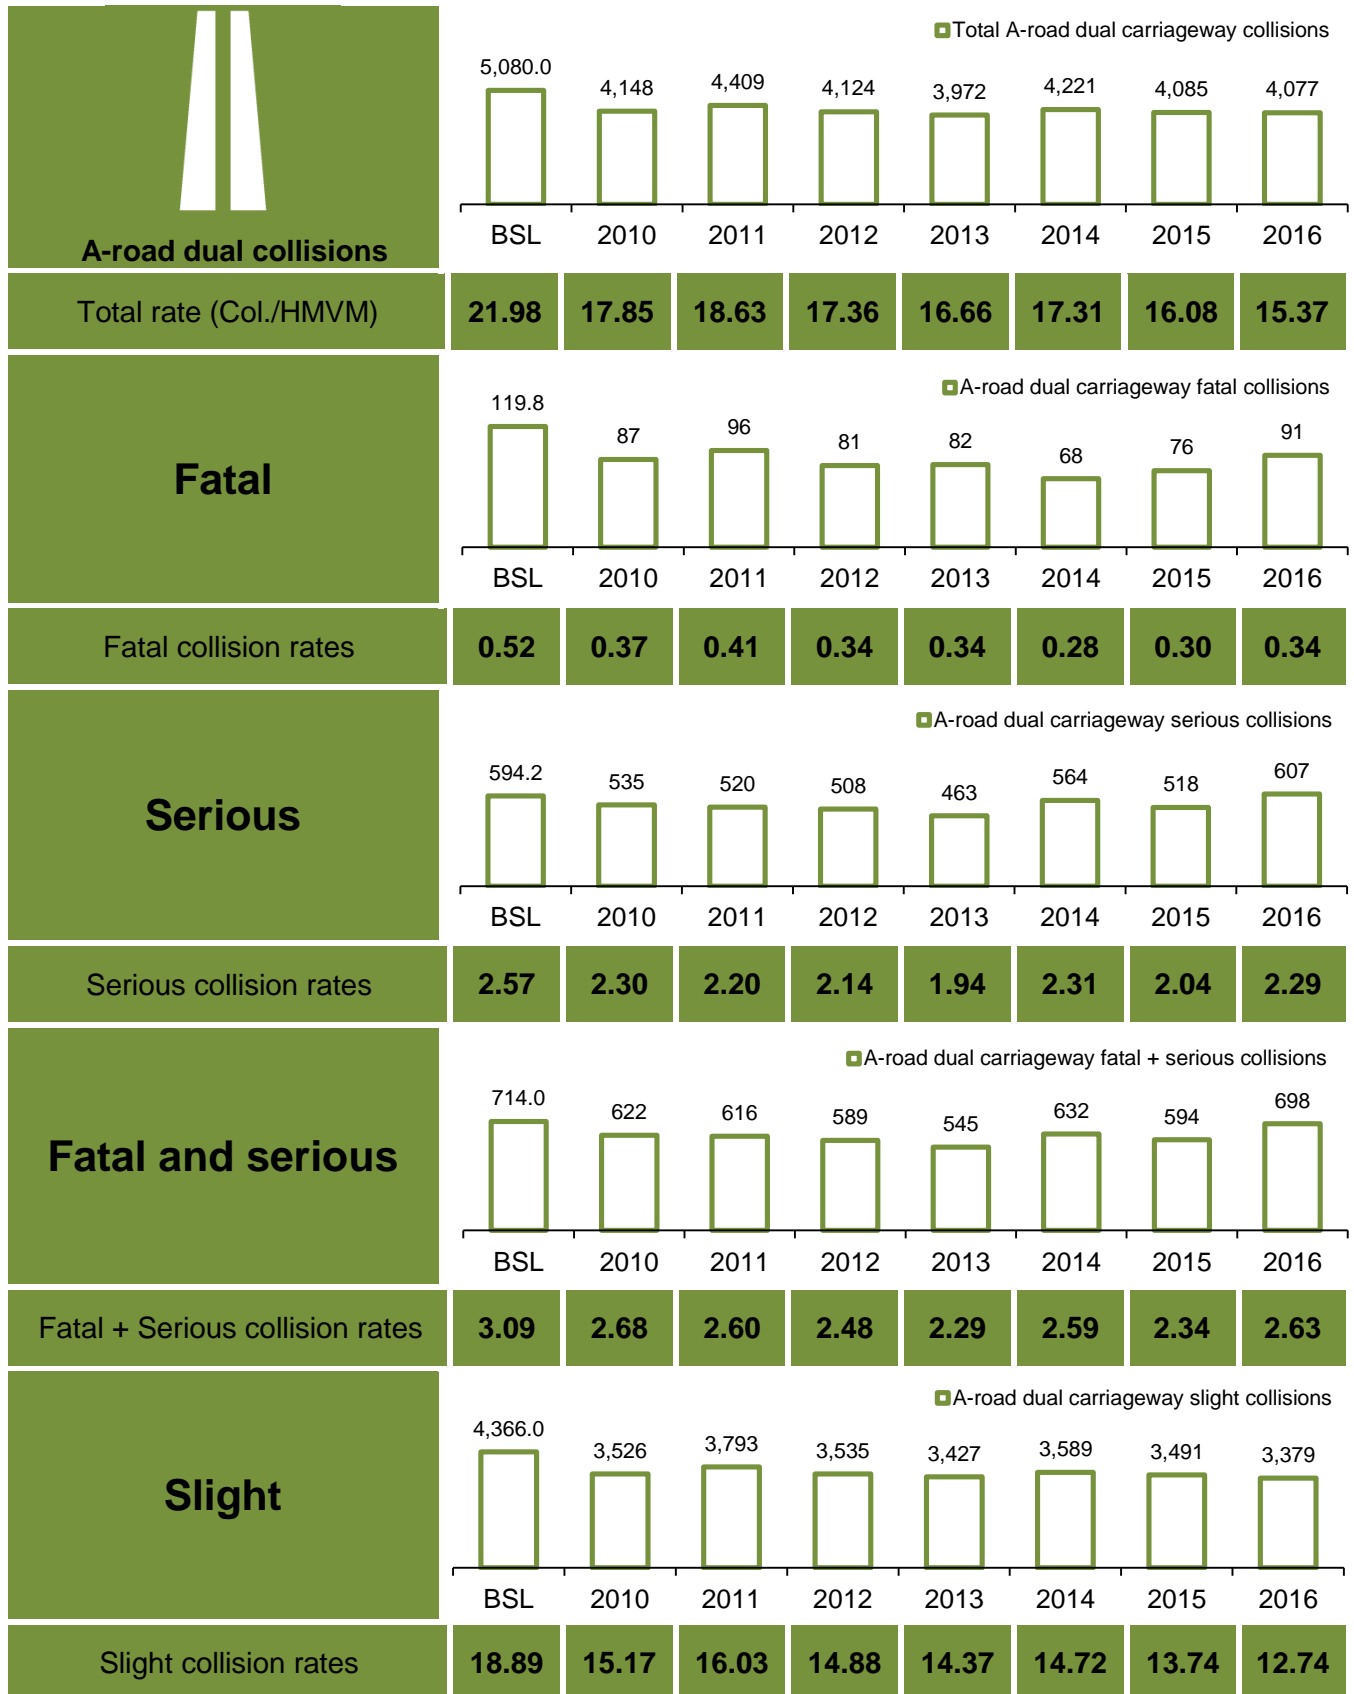 Total A-road dual carriageway collisions
5,080.0 4,148 4,409 4,124 3,972 4,221 4,085 4,077
BSL 2010 2011 2012 2013 2014 2015 2016
A-road dual collisions
Total rate (Col./HMVM) 21.98 17.85 18.63 17.36 16.66 17.31 16.08 15.37
A-road dual carriageway fatal collisions
119.8 87 96 81 82 68 76 91
Fatal
BSL 2010 2011 2012 2013 2014 2015 2016
Fatal collision rates 0.52 0.37 0.41 0.34 0.34 0.28 0.30 0.34
A-road dual carriageway serious collisions
594.2 535 520 508 463 564 518 607
Serious
BSL 2010 2011 2012 2013 2014 2015 2016
Serious collision rates 2.57 2.30 2.20 2.14 1.94 2.31 2.04 2.29
A-road dual carriageway fatal + serious collisions
714.0 622 616 589 545 632 594 698
Fatal and serious
BSL 2010 2011 2012 2013 2014 2015 2016
Fatal + Serious collision rates 3.09 2.68 2.60 2.48 2.29 2.59 2.34 2.63
A-road dual carriageway slight collisions
4,366.0 3,526 3,793 3,535 3,427 3,589 3,491 3,379
Slight
BSL 2010 2011 2012 2013 2014 2015 2016
Slight collision rates 18.89 15.17 16.03 14.88 14.37 14.72 13.74 12.74